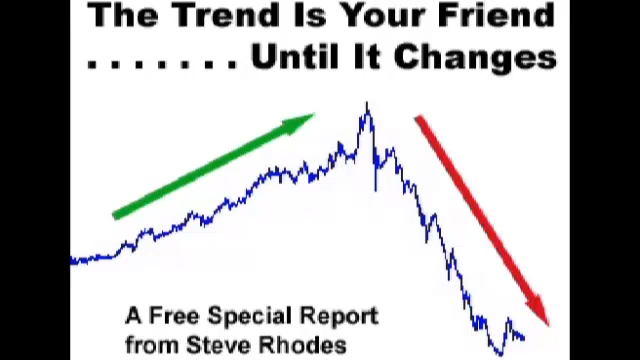 The Trend Is Your Friend
. . . . . . . Until It Changes
A Free Special Report
from Steve Rhodes